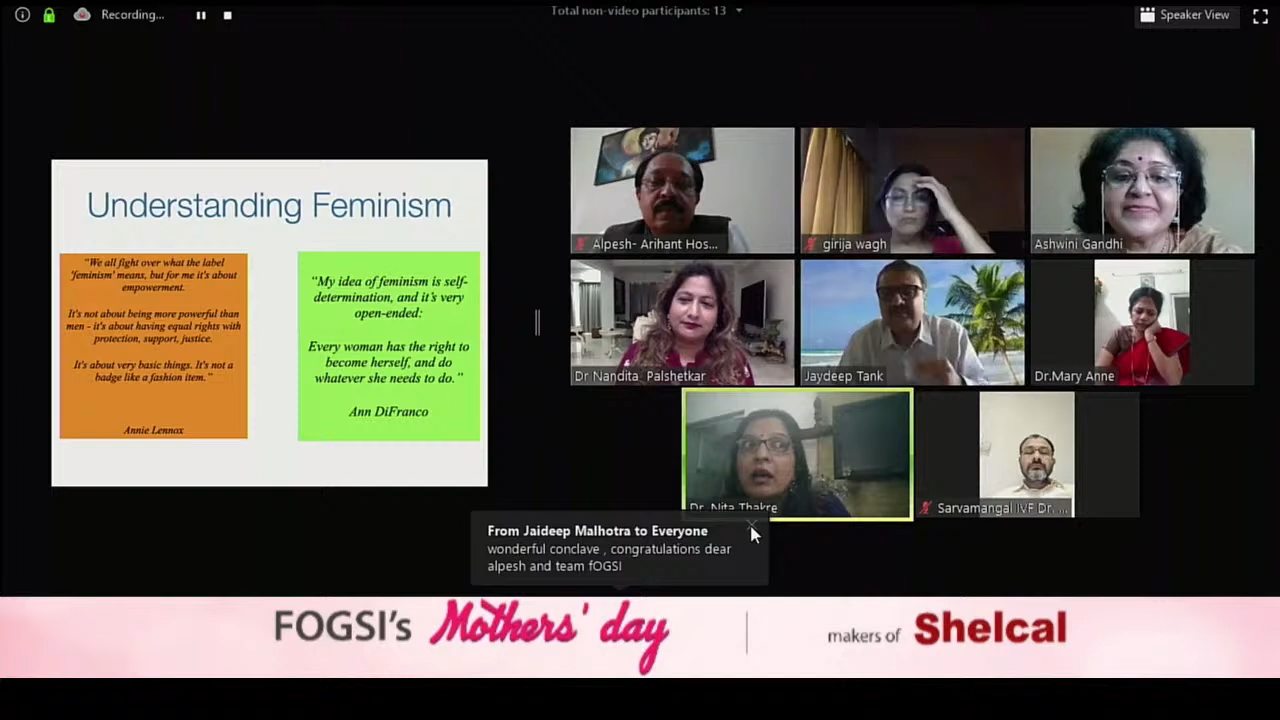 Recording...
Total non-video participants: 13
Speaker View
Understanding Feminism
"We all fight over what the label
'feminism' means, but for me it's about
empowerment.
It's not about being more powerful than
men - it's about having equal rights with
protection, support, justice.
It's about very basic things. It's not a
badge like a fashion item."
Annie Lennox
"My idea of feminism is self-
determination, and it's very
open-ended:
Every woman has the right to
become herself, and do
whatever she needs to do."
Ann DiFranco
Alpesh- Arihant Hos...
girija wagh
Ashwini Gandhi
Dr Nandita Palshetkar
Jaydeep Tank
Dr.Mary Anne
Dr. Nita Thakre
Sarvamangal IVF Dr. ...
From Jaideep Malhotra to Everyone
wonderful conclave , congratulations dear
alpesh and team fOGSI
FOGSI's Mothers' day
makers of Shelcal